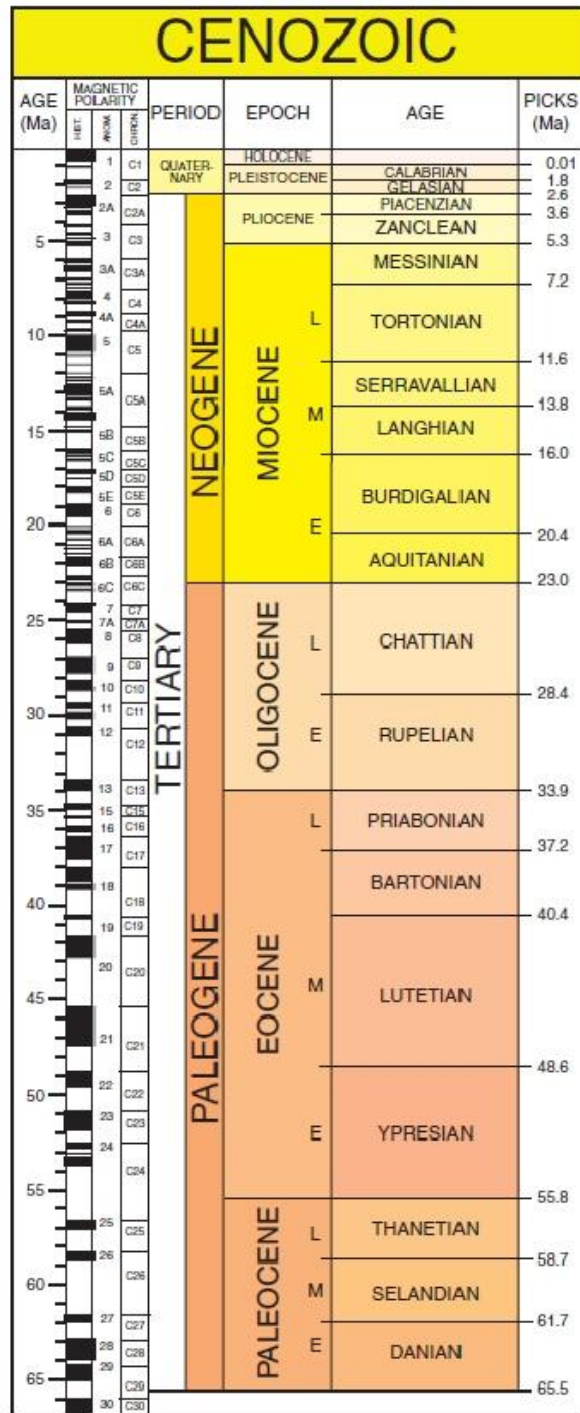 CENOZOIC
AGE (Ma)
MAGNETIC POLARITY
HIST.
ANOM.
CHRON.
PERIOD
EPOCH
AGE
PICKS (Ma)
5
10
15
20
25
30
35
40
45
50
55
60
65
1
2
2A
3
3A
4
4A
5
5A
5B
5C
5D
5E
6
6A
6B
6C
7
7A
8
9
10
11
12
13
15
16
17
18
19
20
21
22
23
24
25
26
27
28
29
30
C1
C2
C2A
C3
C3A
C4
C4A
C5
C5A
C5B
C5C
C5D
C5E
C6
C6A
C6B
C6C
C7
C7A
C8
C9
C10
C11
C12
C13
C15
C16
C17
C18
C19
C20
C21
C22
C23
C24
C25
C26
C27
C28
C29
C30
QUATER-
NARY
TERTIARY
NEOGENE
PALEOGENE
HOLOCENE
PLEISTOCENE
PLIOCENE
MIOCENE
L
M
E
OLIGOCENE
L
E
EOCENE
L
M
E
PALEOCENE
L
M
E
CALABRIAN
GELASIAN
PIACENZIAN
ZANCLEAN
MESSINIAN
TORTONIAN
SERRAVALLIAN
LANGHIAN
BURDIGALIAN
AQUITANIAN
CHATTIAN
RUPELIAN
PRIABONIAN
BARTONIAN
LUTETIAN
YPRESIAN
THANETIAN
SELANDIAN
DANIAN
0.01
1.8
2.6
3.6
5.3
7.2
11.6
13.8
16.0
20.4
23.0
28.4
33.9
37.2
40.4
48.6
55.8
58.7
61.7
65.5